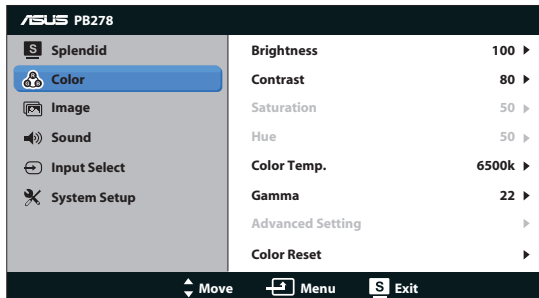 /SUS PB278
S Splendid
Color
Image
Sound
Input Select
System Setup
Brightness 100
Contrast 80
Saturation 50
Hue 50
Color Temp. 6500k
Gamma 22
Advanced Setting
Color Reset
Move Menu S Exit